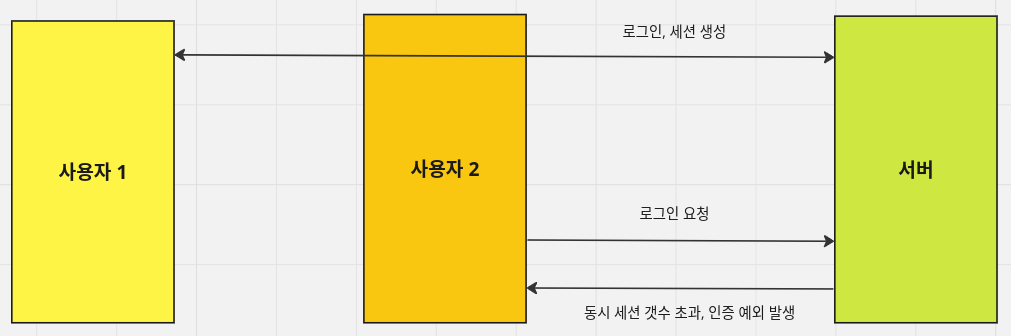 로그인, 세션 생성
사용자 1
사용자 2
서버
로그인 요청
동시 세션 갯수 초과, 인증 예외 발생